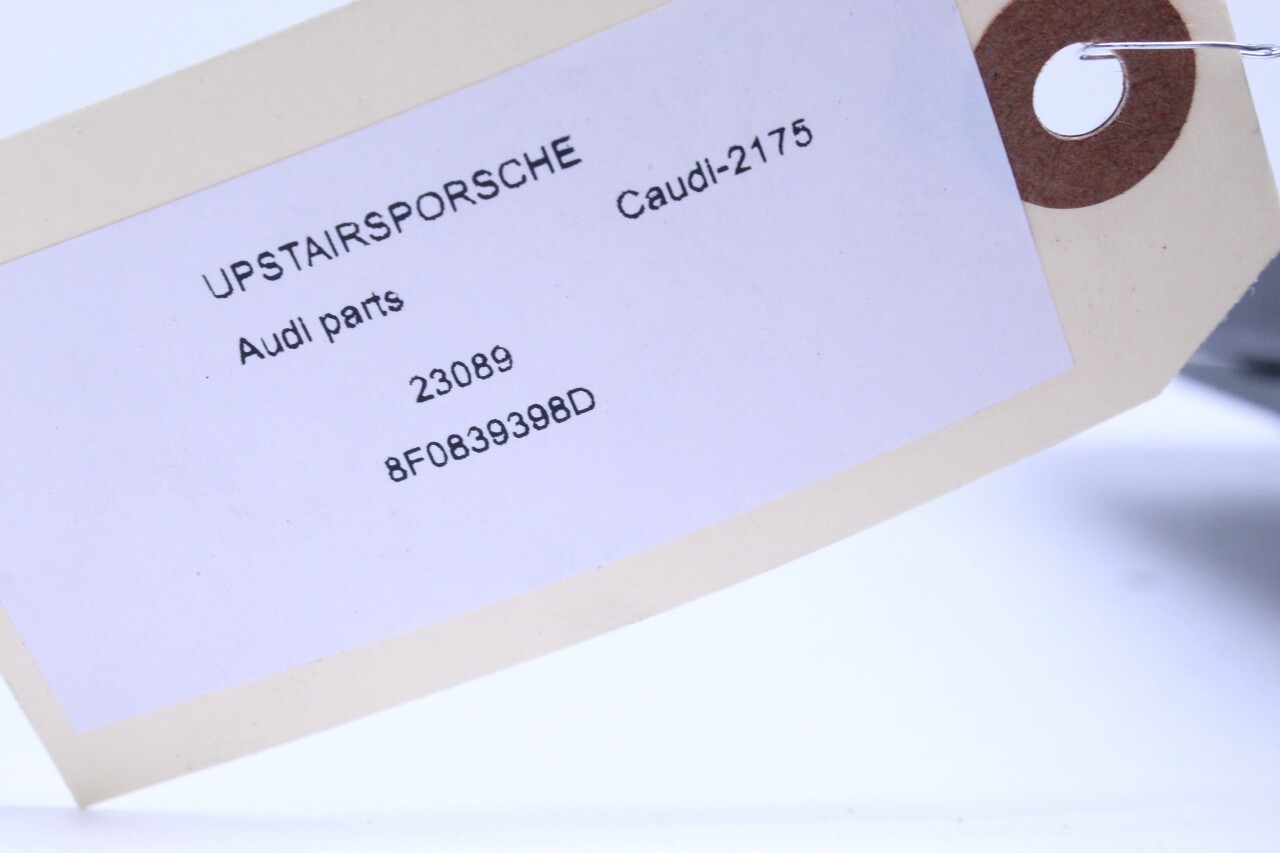 UPSTAIRSPORSCHE
Caudi-2175
Audi parts
23089
8F0839398D